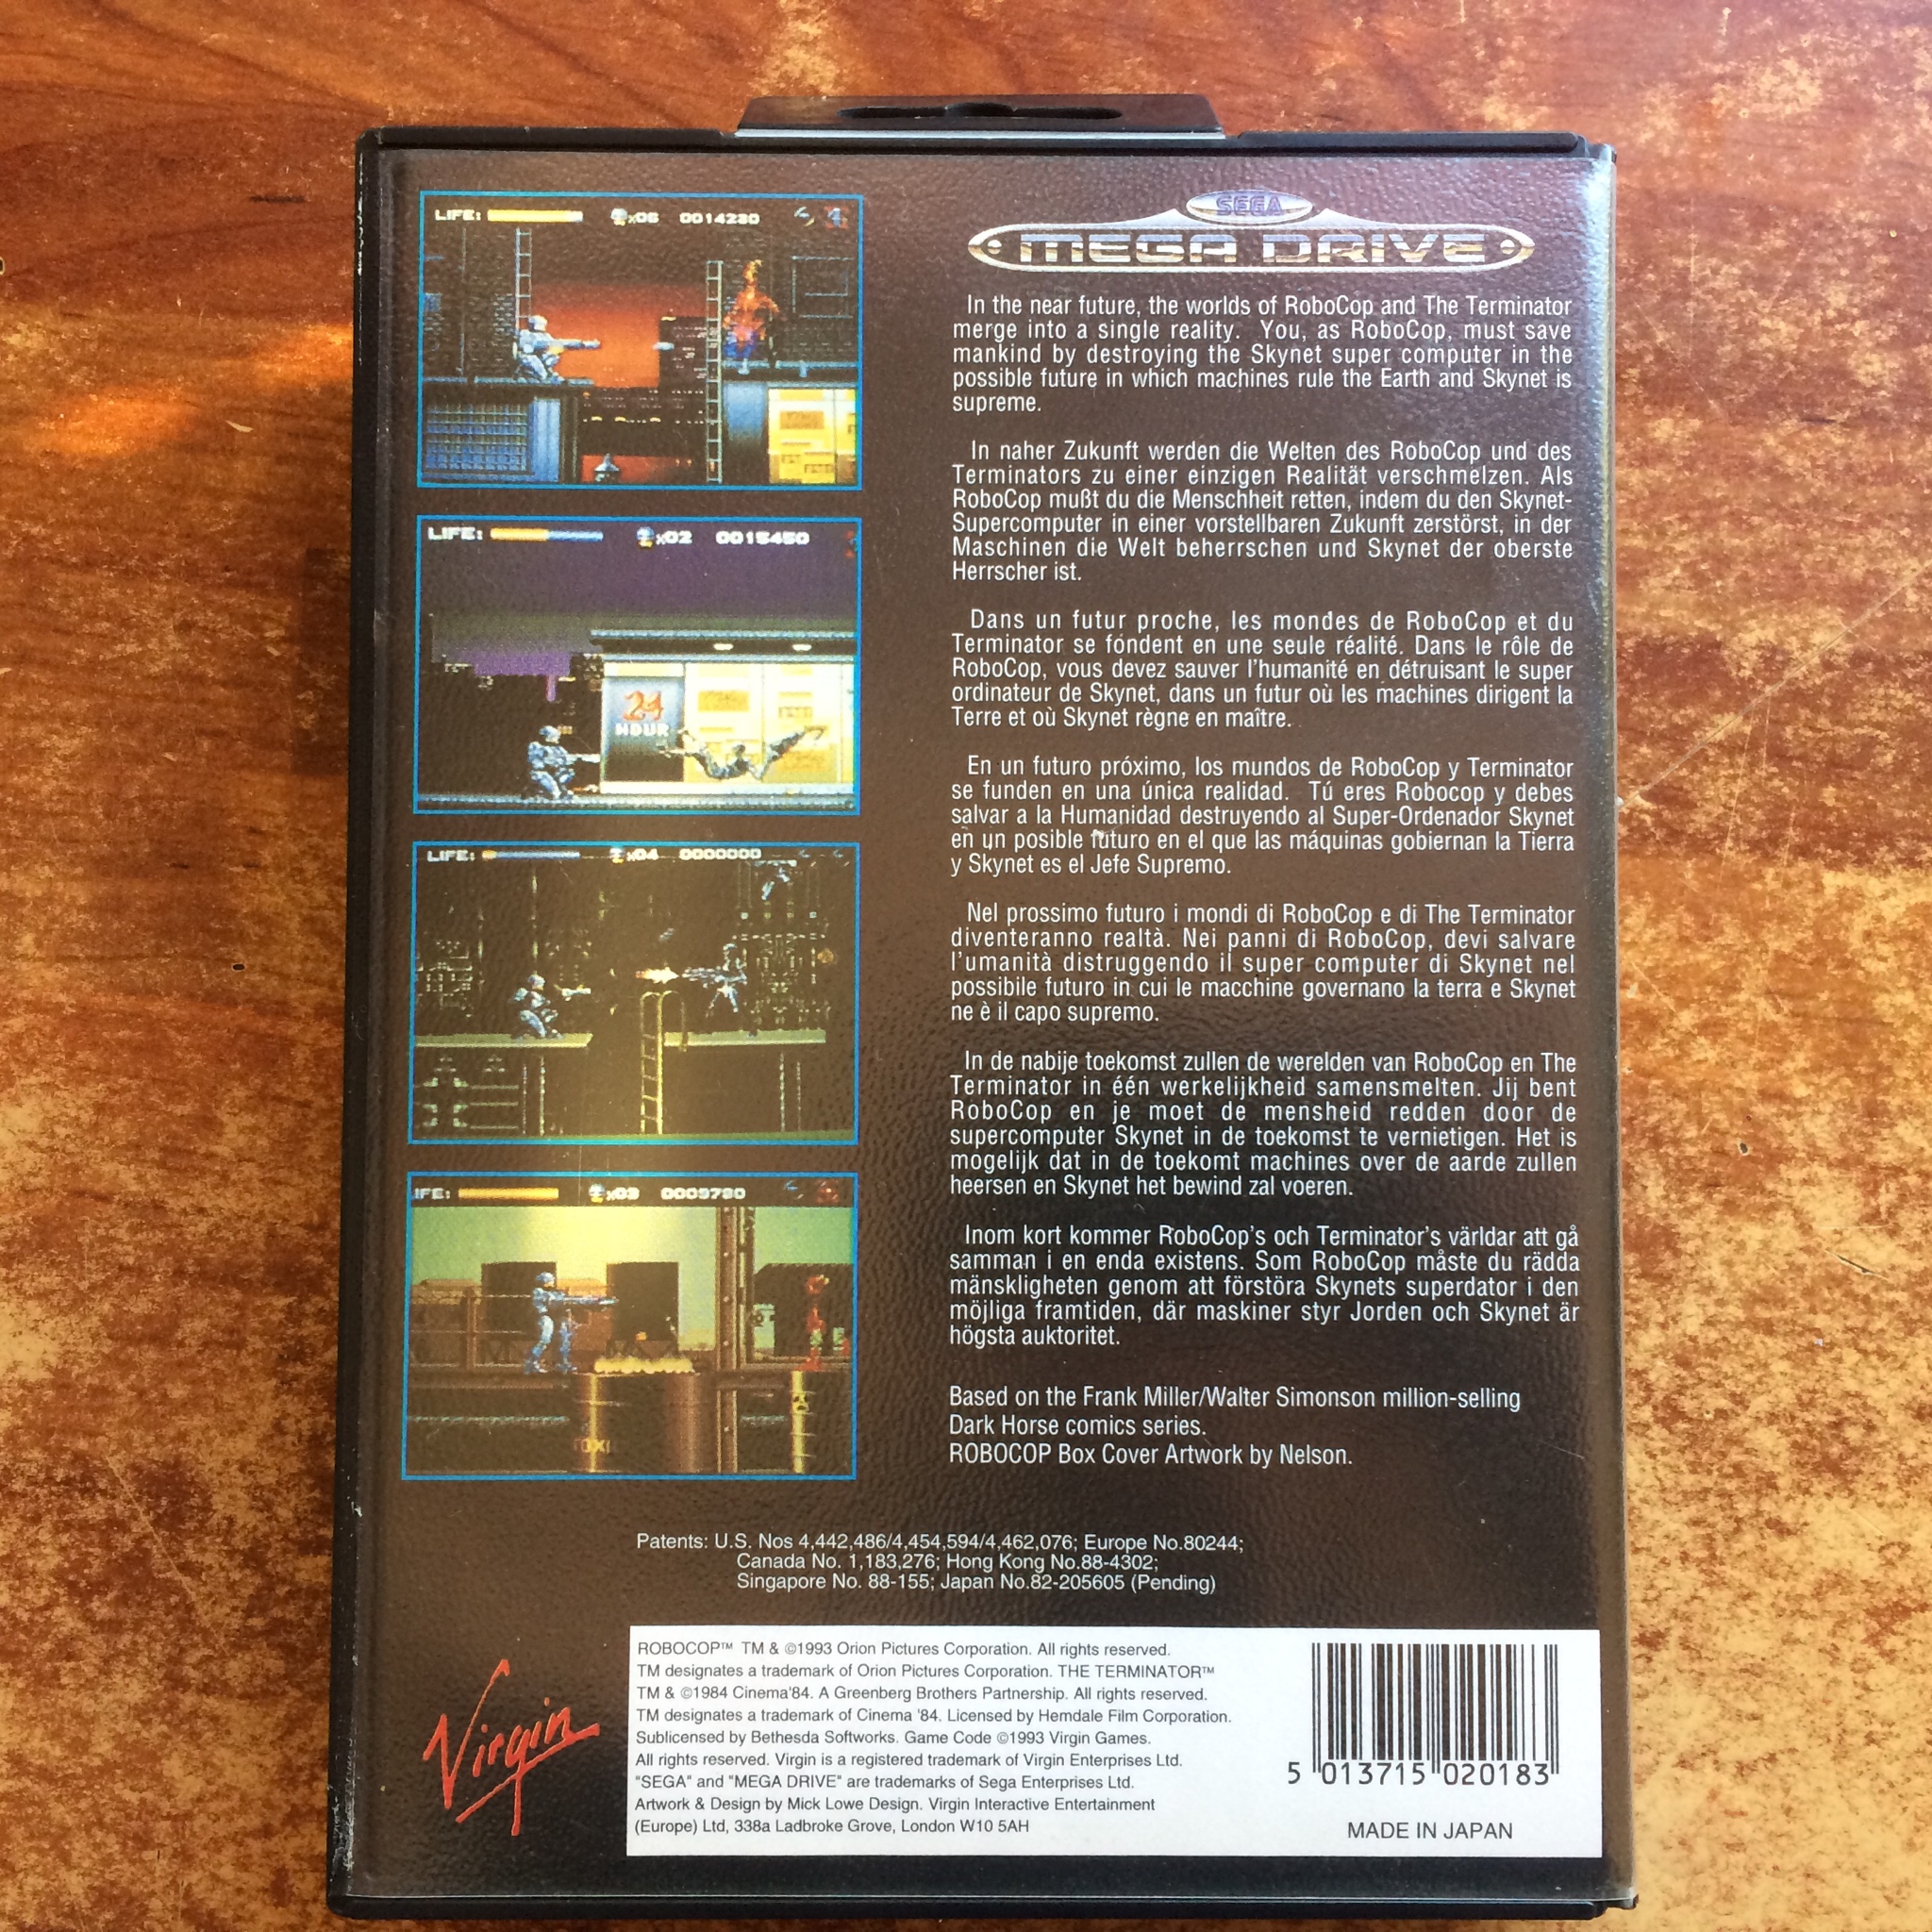 LIFE: x06 0014230
LIFE: x02 0015450
24
HOUR
LIFE: x04 0000000
IFE: x03 0005790
TOXI
SEGA
MEGA DRIVE
In the near future, the worlds of RoboCop and The Terminator
merge into a single reality. You, as RoboCop, must save
mankind by destroying the Skynet super computer in the
possible future in which machines rule the Earth and Skynet is
supreme.
In naher Zukunft werden die Welten des RoboCop und des
Terminators zu einer einzigen Realität verschmelzen. Als
RoboCop mußt du die Menschheit retten, indem du den Skynet-
Supercomputer in einer vorstellbaren Zukunft zerstörst, in der
Maschinen die Welt beherrschen und Skynet der oberste
Herrscher ist.
Dans un futur proche, les mondes de RoboCop et du
Terminator se fondent en une seule réalité. Dans le rôle de
RoboCop, vous devez sauver l'humanité en détruisant le super
ordinateur de Skynet, dans un futur où les machines dirigent la
Terre et où Skynet règne en maître.
En un futuro próximo, los mundos de RoboCop y Terminator
se funden en una única realidad. Tú eres Robocop y debes
salvar a la Humanidad destruyendo al Super-Ordenador Skynet
en un posible futuro en el que las máquinas gobiernan la Tierra
y Skynet es el Jefe Supremo.
Nel prossimo futuro i mondi di RoboCop e di The Terminator
diventeranno realtà. Nei panni di RoboCop, devi salvare
l'umanità distruggendo il super computer di Skynet nel
possibile futuro in cui le macchine governano la terra e Skynet
ne è il capo supremo.
In de nabije toekomst zullen de werelden van RoboCop en The
Terminator in één werkelijkheid samensmelten. Jij bent
RoboCop en je moet de mensheid redden door de
supercomputer Skynet in de toekomst te vernietigen. Het is
mogelijk dat in de toekomt machines over de aarde zullen
heersen en Skynet het bewind zal voeren.
Inom kort kommer RoboCop's och Terminator's världar att gå
samman i en enda existens. Som RoboCop måste du rädda
mänskligheten genom att förstöra Skynets superdator i den
möjliga framtiden, där maskiner styr Jorden och Skynet är
högsta auktoritet.
Based on the Frank Miller/Walter Simonson million-selling
Dark Horse comics series.
ROBOCOP Box Cover Artwork by Nelson.
Patents: U.S. Nos 4,442,486/4,454,594/4,462,076; Europe No.80244;
Canada No. 1,183,276; Hong Kong No.88-4302;
Singapore No. 88-155; Japan No.82-205605 (Pending)
Virgin
ROBOCOP™ TM & ©1993 Orion Pictures Corporation. All rights reserved.
TM designates a trademark of Orion Pictures Corporation. THE TERMINATOR™
TM & ©1984 Cinema'84. A Greenberg Brothers Partnership. All rights reserved.
TM designates a trademark of Cinema '84. Licensed by Hemdale Film Corporation.
Sublicensed by Bethesda Softworks. Game Code ©1993 Virgin Games.
All rights reserved. Virgin is a registered trademark of Virgin Enterprises Ltd.
"SEGA" and "MEGA DRIVE" are trademarks of Sega Enterprises Ltd.
Artwork & Design by Mick Lowe Design. Virgin Interactive Entertainment
(Europe) Ltd, 338a Ladbroke Grove, London W10 5AH
5 013715 020183
MADE IN JAPAN